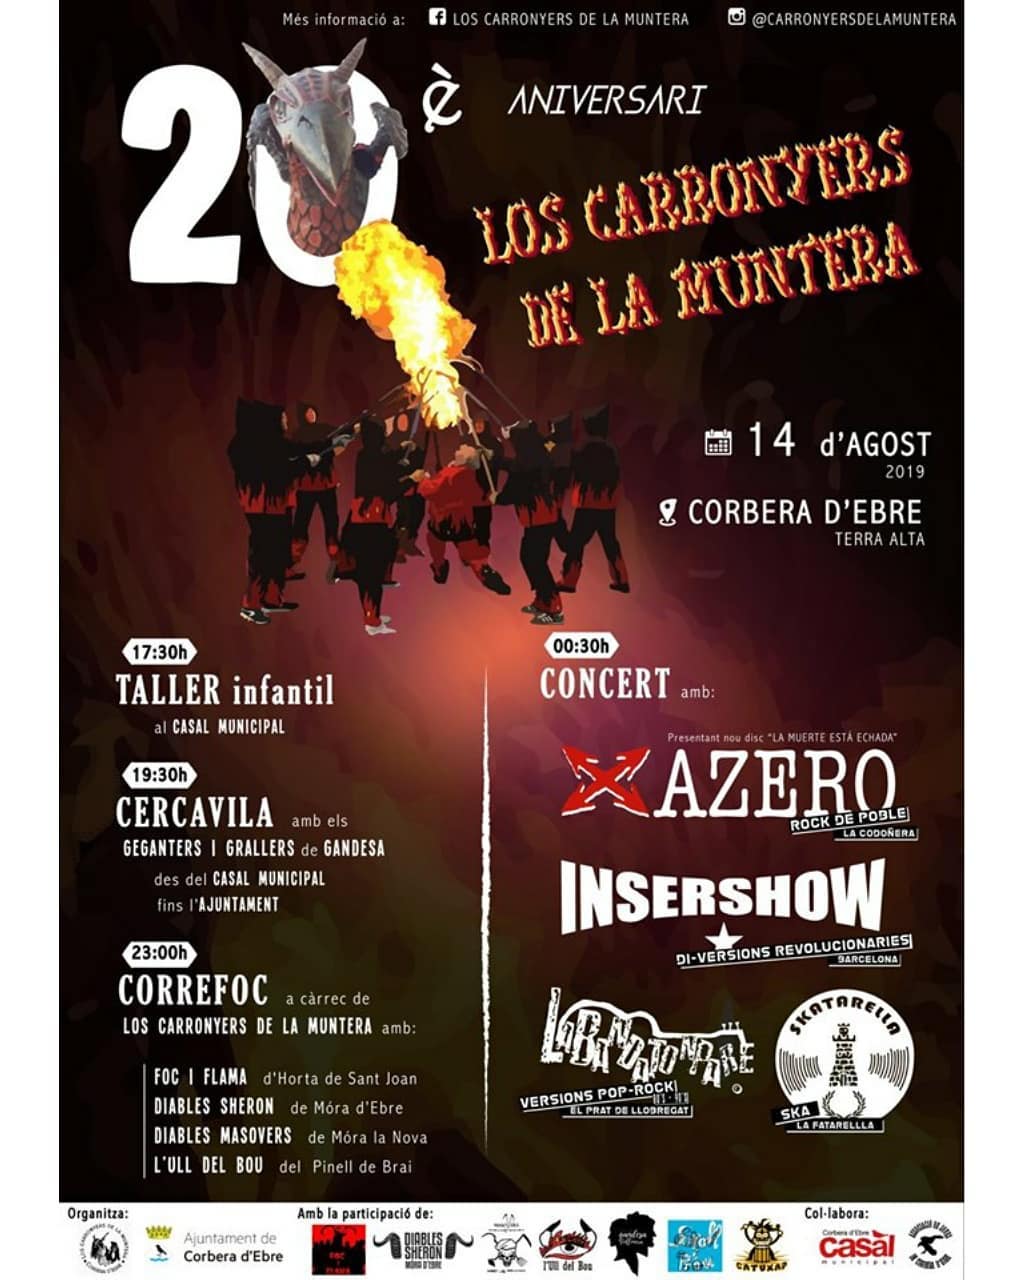 Més informació a: LOS CARRONYERS DE LA MUNTERA @CARRONYERSDELAMUNTERA
20è ANIVERSARI
LOS CARRONYERS
DE LA MUNTERA
14 d'AGOST
2019
CORBERA D'EBRE
TERRA ALTA
17:30h
TALLER infantil
al CASAL MUNICIPAL
19:30h
CERCAVILA amb els
GEGANTERS I GRALLERS de GANDESA
des del CASAL MUNICIPAL
fins l'AJUNTAMENT
23:00h
CORREFOC a càrrec de
LOS CARRONYERS DE LA MUNTERA amb:
FOC I FLAMA d'Horta de Sant Joan
DIABLES SHERON de Móra d'Ebre
DIABLES MASOVERS de Móra la Nova
L'ULL DEL BOU del Pinell de Brai
00:30h
CONCERT amb:
Presentant nou disc "LA MUERTE ESTÁ ECHADA"
AZERO
ROCK DE POBLE
LA CODOÑERA
INSERSHOW
DI-VERSIONS REVOLUCIONARIES
BARCELONA
LABANDATONPARE
VERSIONS POP-ROCK
EL PRAT DE LLOBREGAT
SKATARELLA
SKA
LA FATARELLLA
Organitza:
Ajuntament de
Corbera d'Ebre
Amb la participació de:
FOC I FLAMA
DIABLES
SHERON
MÓRA D'EBRE
l'Ull del Bou
CATUXAP
Col·labora:
Corbera d'Ebre
casal
municipal